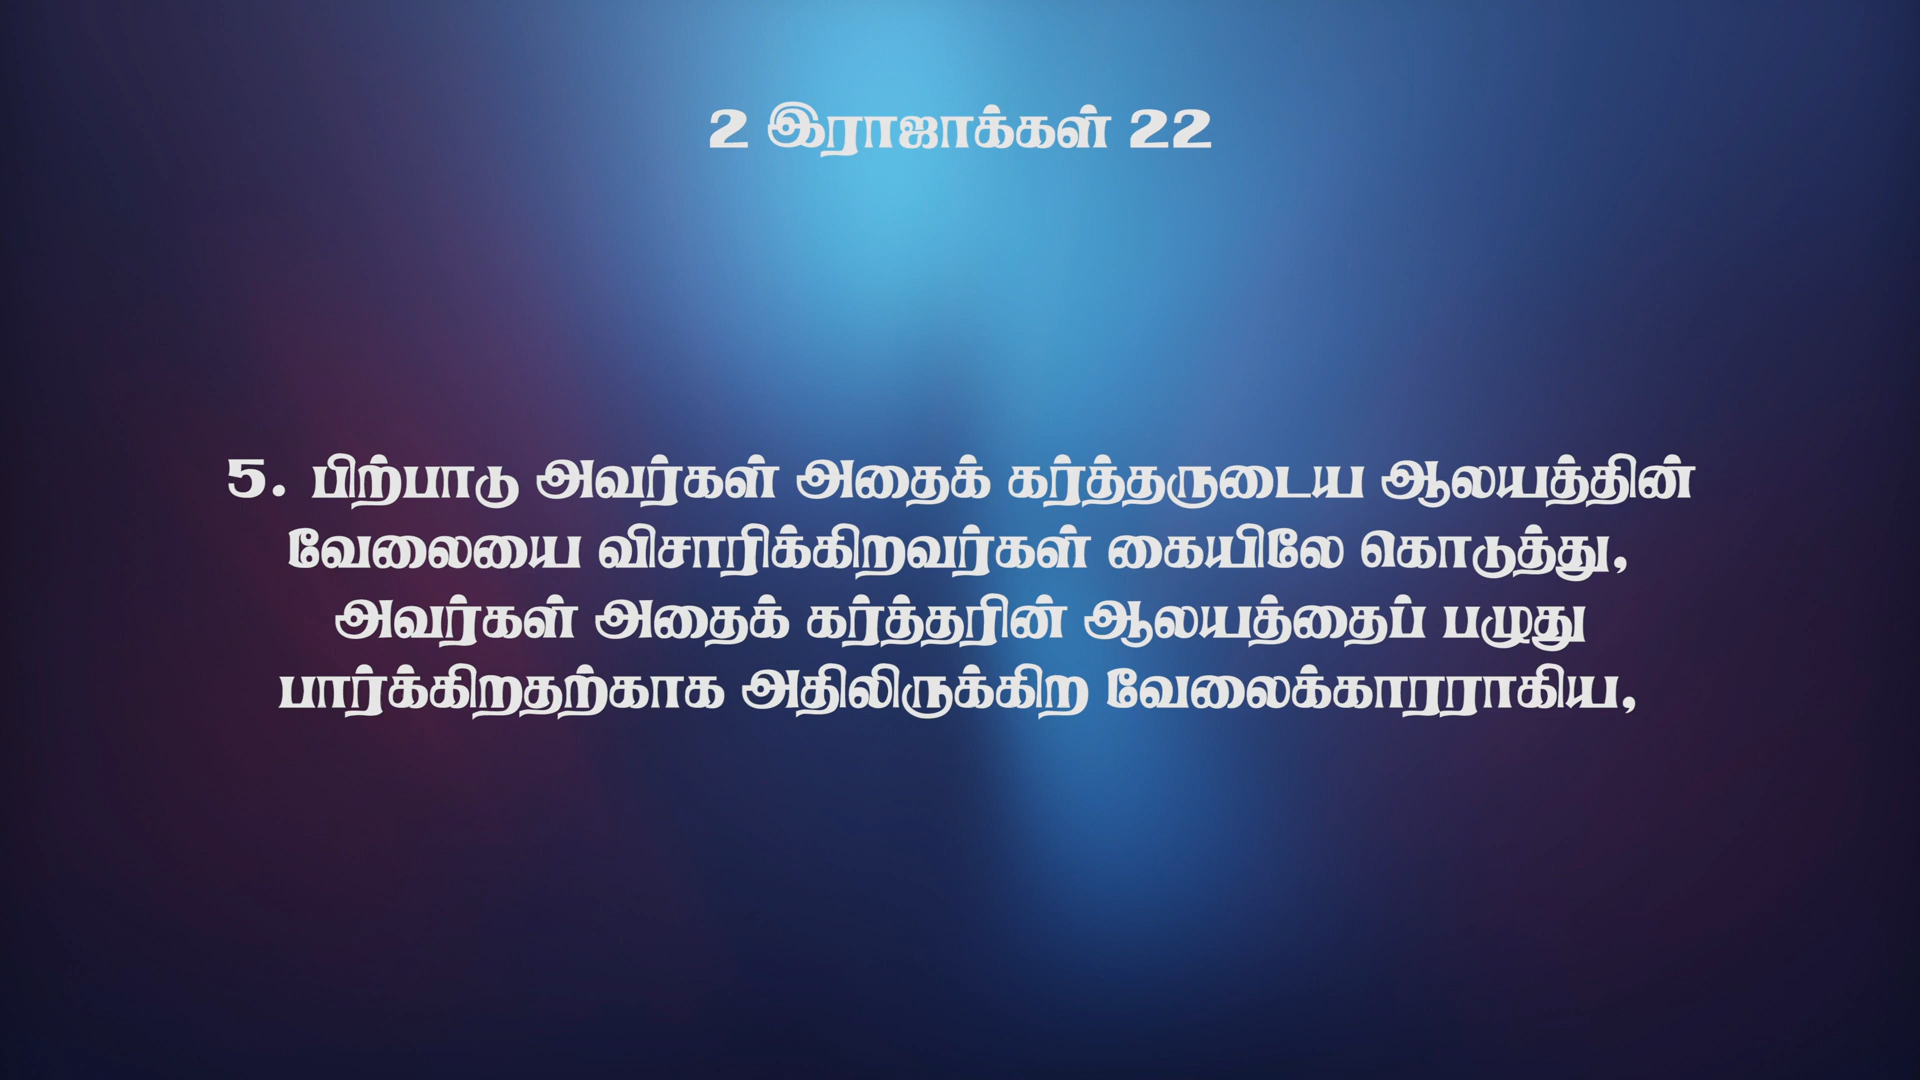 2 இராஜாக்கள் 22
5. பிற்பாடு அவர்கள் அதைக் கர்த்தருடைய ஆலயத்தின்
வேலையை விசாரிக்கிறவர்கள் கையிலே கொடுத்து,
அவர்கள் அதைக் கர்த்தரின் ஆலயத்தைப் பழுது
பார்க்கிறதற்காக அதிலிருக்கிற வேலைக்காரராகிய,